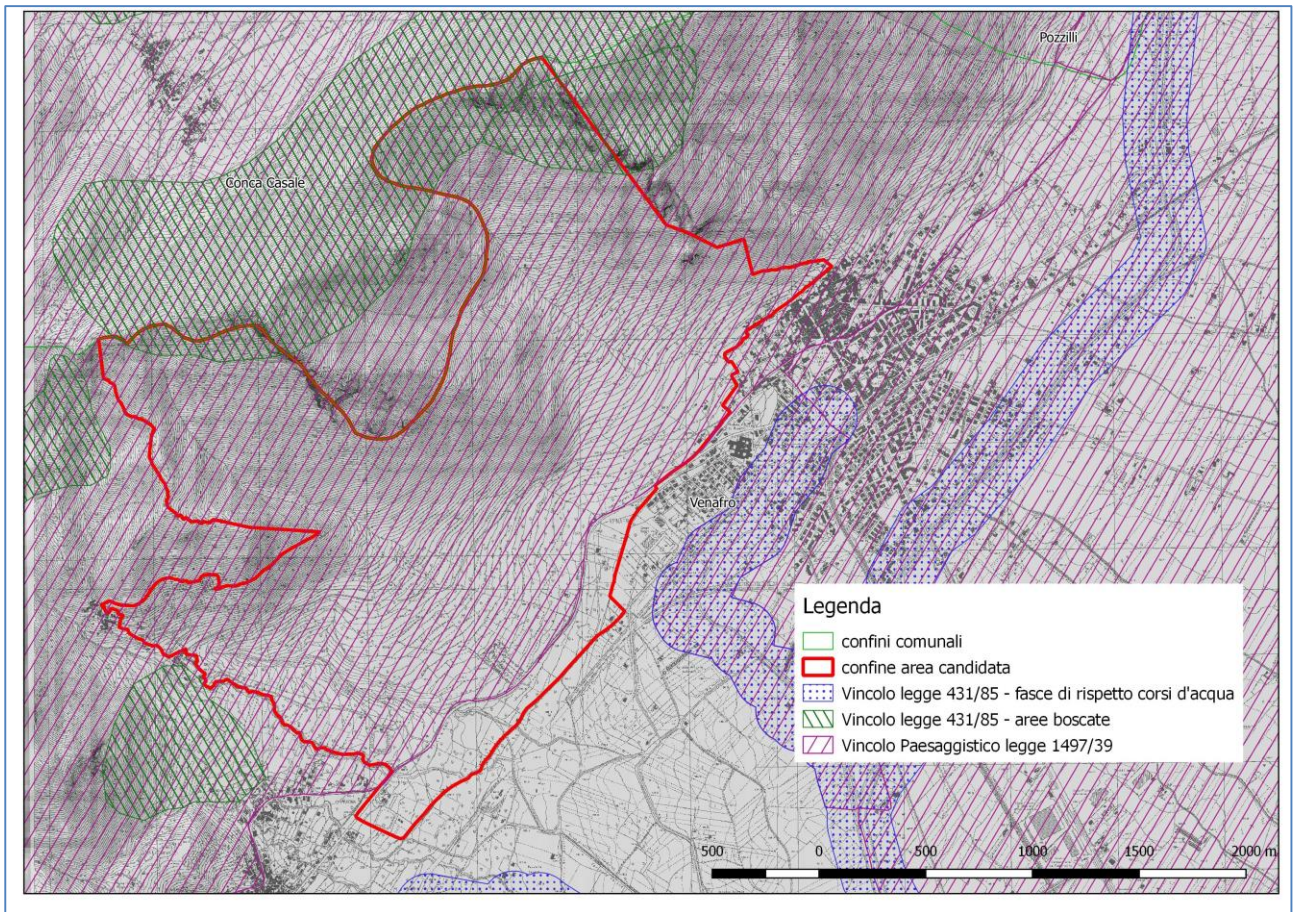 Pozzilli
Conca Casale
Venafro
Legenda
confini comunali
confine area candidata
Vincolo legge 431/85 - fasce di rispetto corsi d'acqua
Vincolo legge 431/85 - aree boscate
Vincolo Paesaggistico legge 1497/39
500 0 500 1000 1500 2000 m